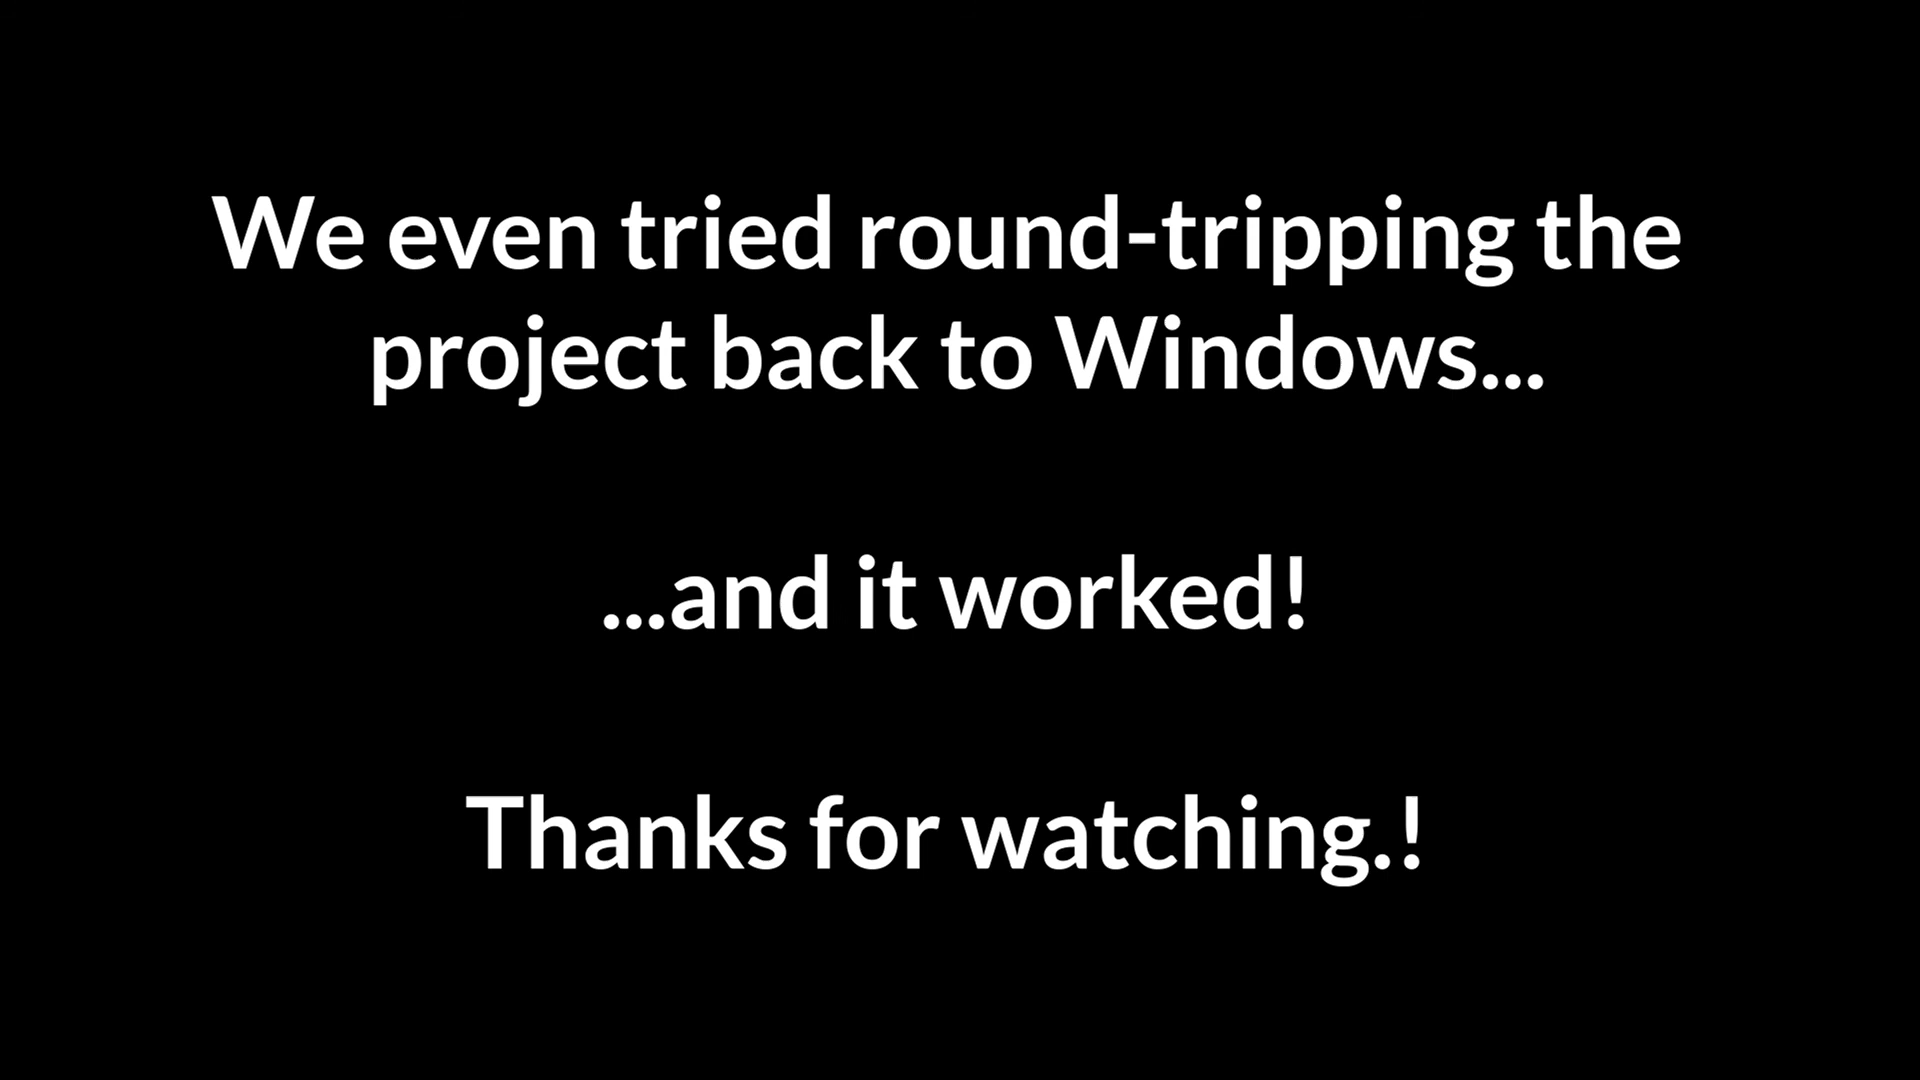 We even tried round-tripping the
project back to Windows...
...and it worked!
Thanks for watching.!